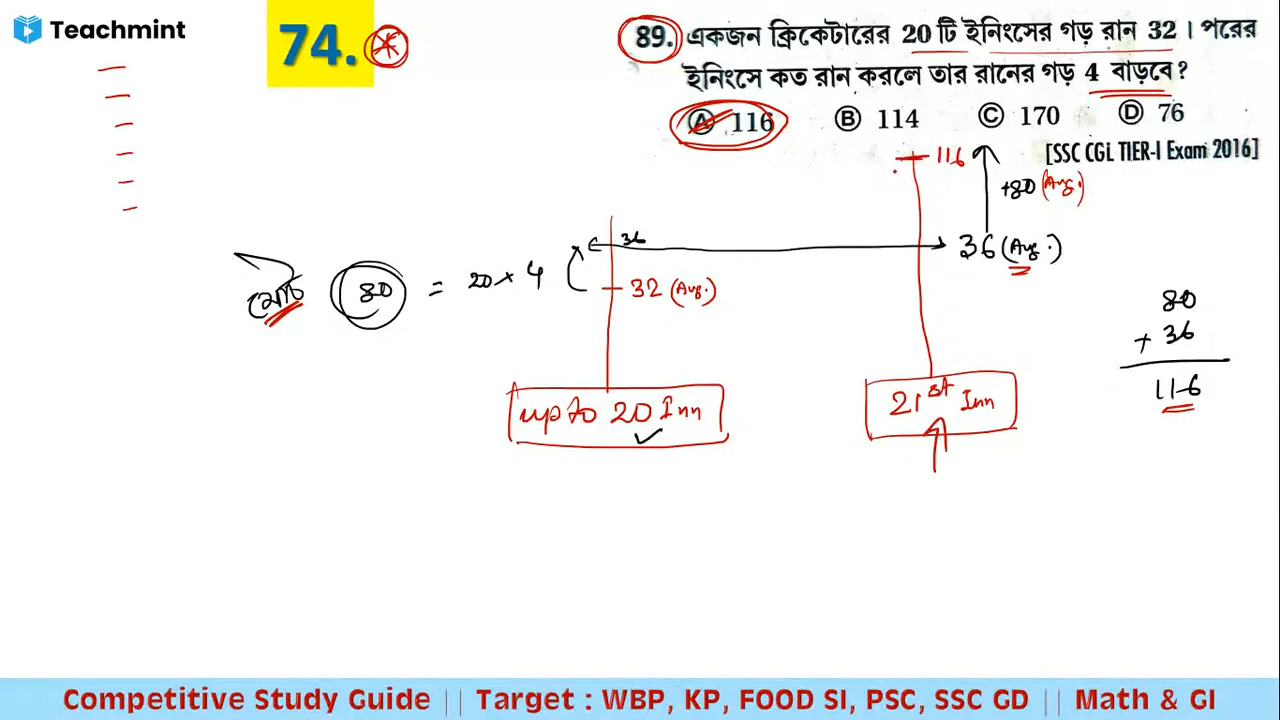 Teachmint
74.
89. একজন ক্রিকেটারের 20 টি ইনিংসের গড় রান 32 । পরের
ইনিংসে কত রান করলে তার রানের গড় 4 বাড়বে?
Ⓐ 116 Ⓑ 114 Ⓒ 170 Ⓓ 76
[SSC CGL TIER-I Exam 2016]
116
+80 (Avg.)
36
36 (Avg.)
মোট 80 = 20 × 4
32 (Avg.)
80
+ 36
116
up to 20 Inn
21st Inn
Competitive Study Guide || Target : WBP, KP, FOOD SI, PSC, SSC GD || Math & GI